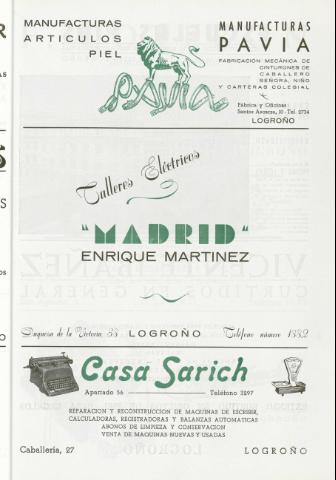 MANUFACTURAS
ARTICULOS
PIEL
PAVIA
MANUFACTURAS
PAVIA
FABRICACIÓN MECÁNICA DE
CINTURONES DE
CABALLERO
SEÑORA, NIÑO
Y CARTERAS COLEGIAL
Fábrica y Oficinas:
LOGROÑO
Talleres Eléctricos
"MADRID"
ENRIQUE MARTINEZ
Duquesa de la Victoria, 33 LOGROÑO Teléfono número 1332
Casa Sarich
Apartado 56 Teléfono 3297
REPARACION Y RECONSTRUCCION DE MAQUINAS DE ESCRIBIR,
CALCULADORAS, REGISTRADORAS Y BALANZAS AUTOMATICAS
ABONOS DE LIMPIEZA Y CONSERVACION
VENTA DE MAQUINAS NUEVAS Y USADAS
Caballería, 27 LOGROÑO